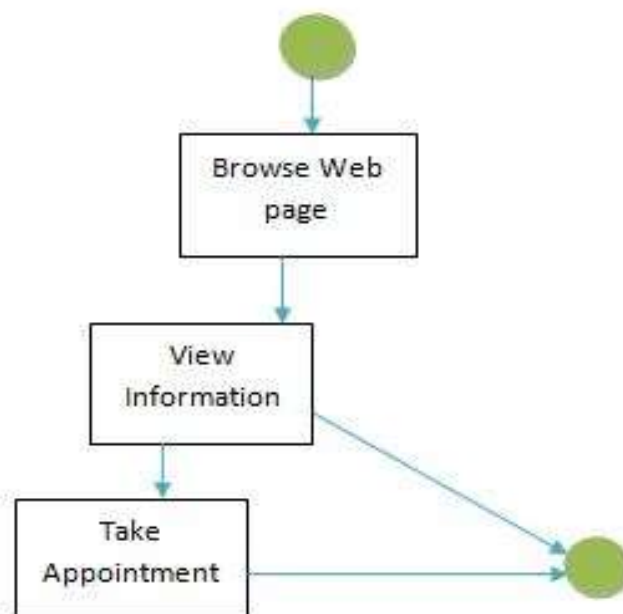 Browse Web
page
View
Information
Take
Appointment